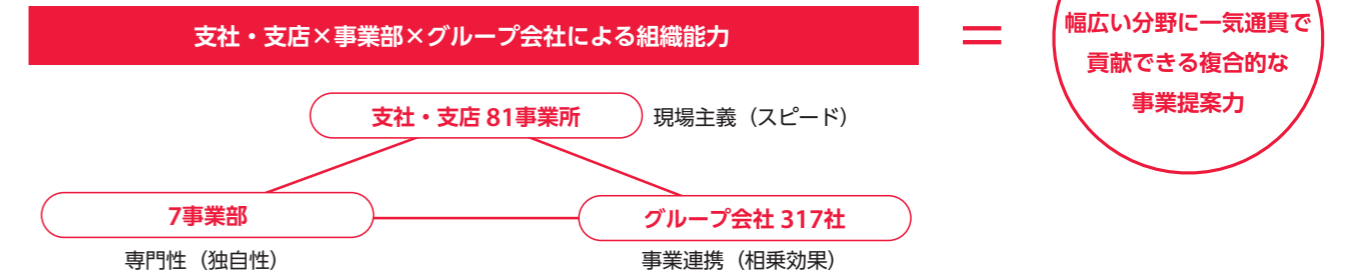 支社・支店×事業部×グループ会社による組織能力
＝
幅広い分野に一気通貫で
貢献できる複合的な
事業提案力
支社・支店 81事業所
現場主義（スピード）
7事業部
専門性（独自性）
グループ会社 317社
事業連携（相乗効果）